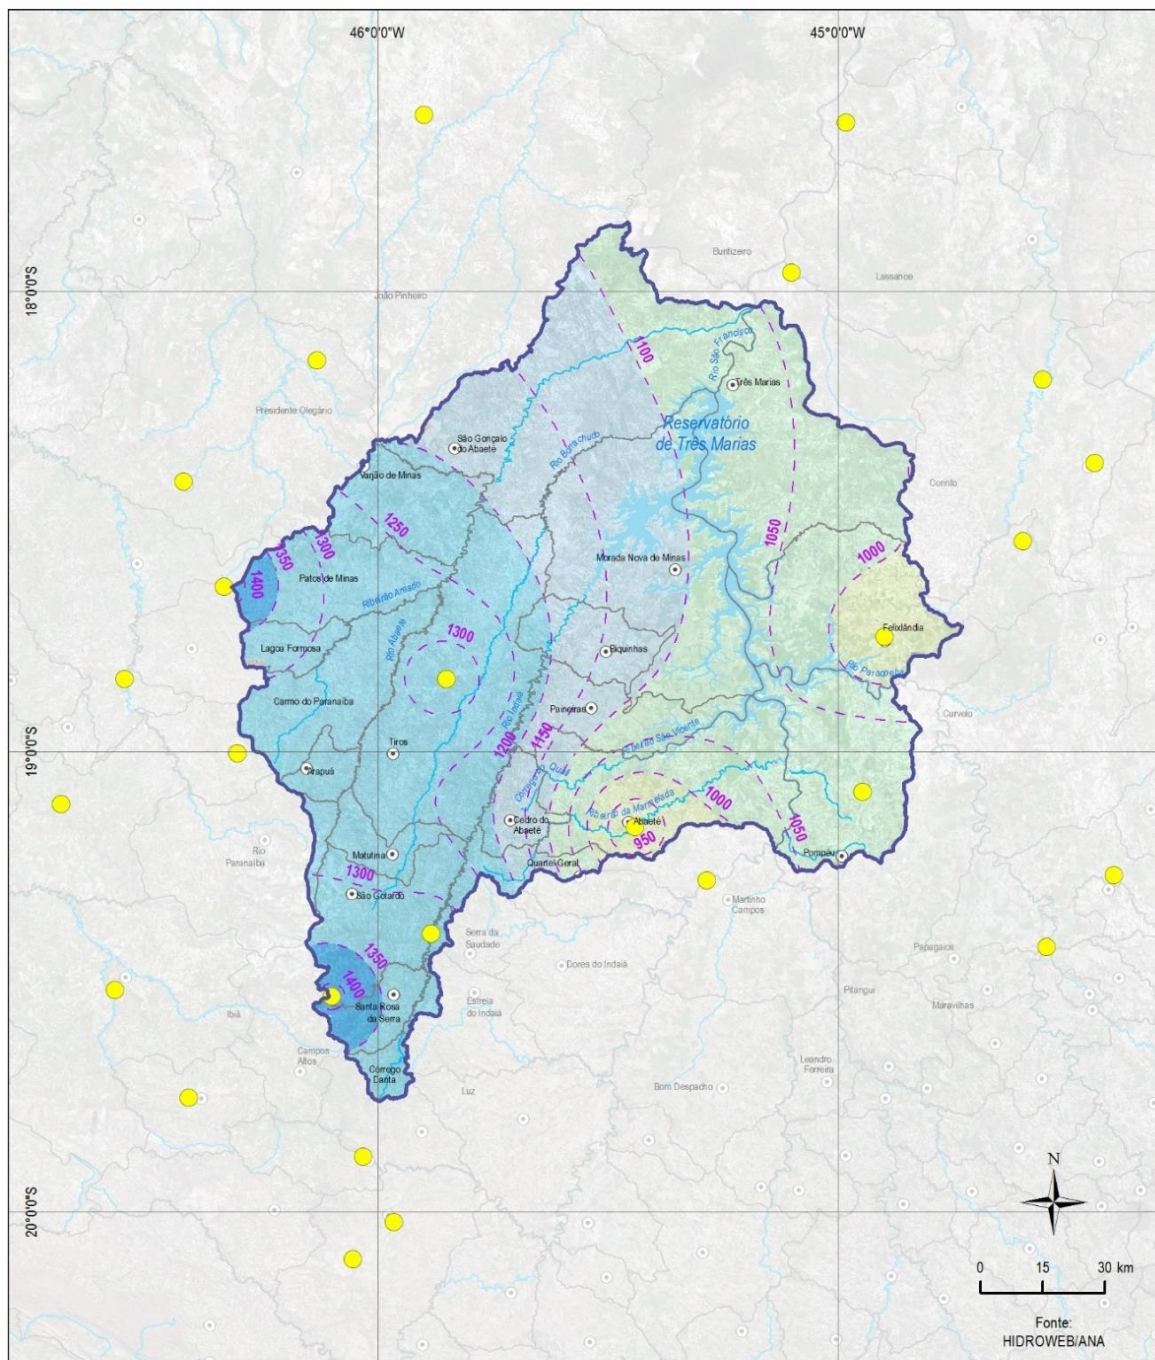 46°0'0"W
45°0'0"W
18°0'0"S
19°0'0"S
20°0'0"S
Buritizeiro
Lassance
João Pinheiro
1100
Rio São Francisco
Três Marias
Presidente Olegário
Reservatório
de Três Marias
São Gonçalo
do Abaeté
Rio Borrachudo
Varjão de Minas
Corinto
1250
1050
1300
1350
1400
Patos de Minas
Morada Nova de Minas
1000
Ribeirão Areado
Rio Abaeté
1300
Felixlândia
Lagoa Formosa
Biquinhas
Rio Paraopeba
Carmo do Paranaíba
Rio Indaiá
Paineiras
Curvelo
1200
1150
Ribeirão São Vicente
Tiros
Arapuá
Ribeirão da Marmelada
1000
Cedro do
Abaeté
Abaeté
950
1050
Rio
Paranaíba
Matutina
Quartel Geral
Pompéu
1300
São Gotardo
Martinho
Campos
Serra da
Saudade
Papagaios
1350
Dores do Indaiá
1400
Pitangui
Maravilhas
Santa Rosa
da Serra
Estrela
do Indaiá
Ibiá
Campos
Altos
Leandro
Ferreira
Córrego
Danta
Luz
Bom Despacho
N
0 15 30 km
Fonte:
HIDROWEB/ANA